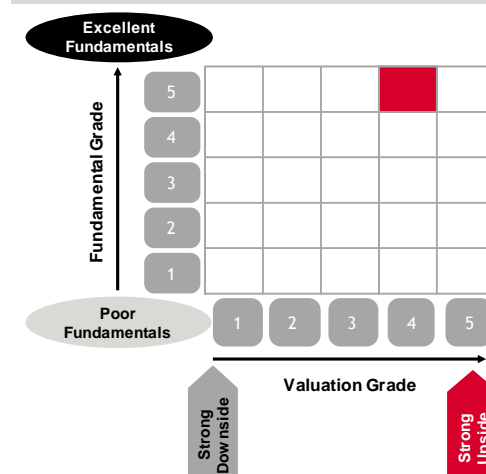 Excellent
Fundamentals
Fundamental Grade
5
4
3
2
1
Poor
Fundamentals
1
2
3
4
5
Valuation Grade
Strong
Downside
Strong
Upside